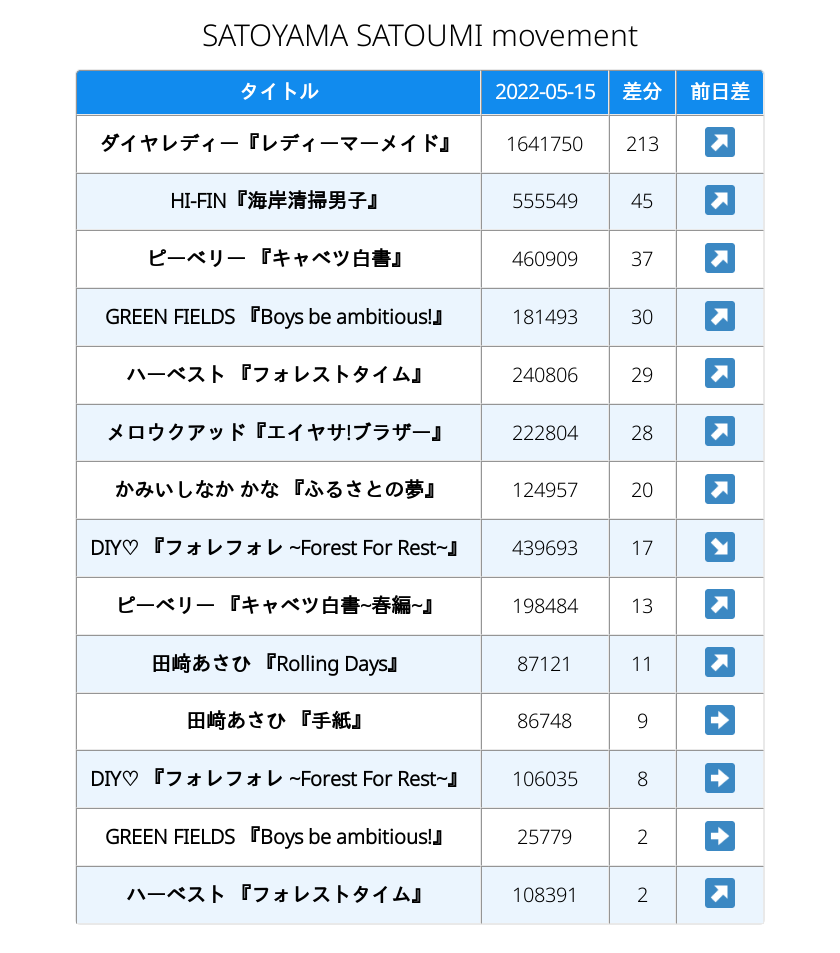 SATOYAMA SATOUMI movement
タイトル 2022-05-15 差分 前日差
ダイヤレディー『レディーマーメイド』 1641750 213 ↗
HI-FIN『海岸清掃男子』 555549 45 ↗
ピーベリー 『キャベツ白書』 460909 37 ↗
GREEN FIELDS 『Boys be ambitious!』 181493 30 ↗
ハーベスト 『フォレストタイム』 240806 29 ↗
メロウクアッド『エイヤサ!ブラザー』 222804 28 ↗
かみいしなか かな 『ふるさとの夢』 124957 20 ↗
DIY♡ 『フォレフォレ ~Forest For Rest~』 439693 17 ↘
ピーベリー 『キャベツ白書~春編~』 198484 13 ↗
田﨑あさひ 『Rolling Days』 87121 11 ↗
田﨑あさひ 『手紙』 86748 9 ➡
DIY♡ 『フォレフォレ ~Forest For Rest~』 106035 8 ➡
GREEN FIELDS 『Boys be ambitious!』 25779 2 ➡
ハーベスト 『フォレストタイム』 108391 2 ↗